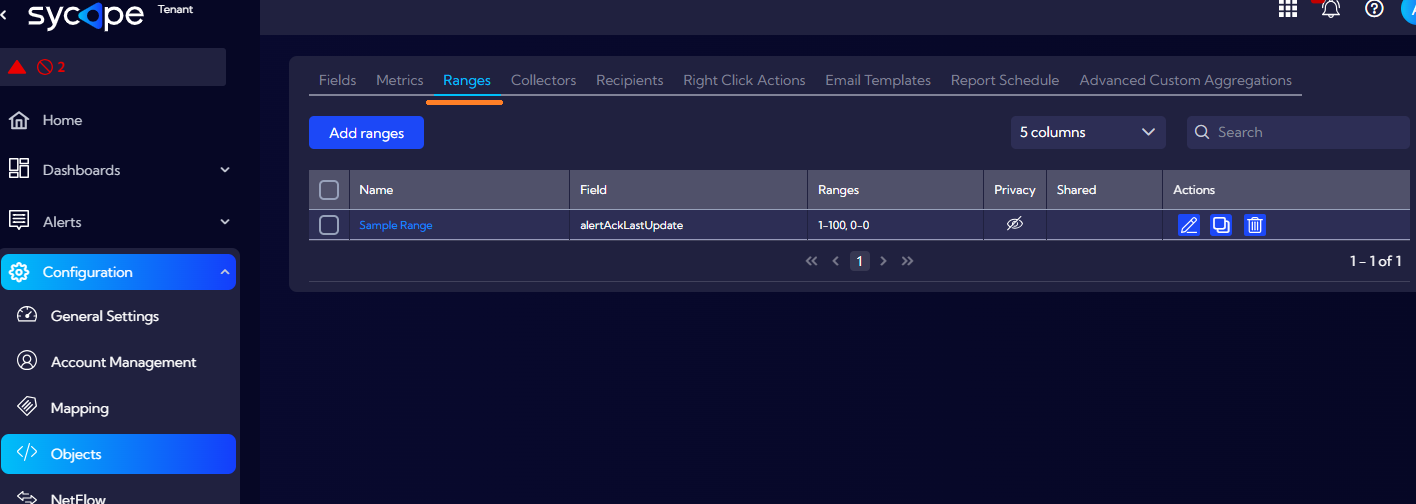 sycope Tenant
2
Home
Dashboards
Alerts
Configuration
General Settings
Account Management
Mapping
Objects
NetFlow
Fields Metrics Ranges Collectors Recipients Right Click Actions Email Templates Report Schedule Advanced Custom Aggregations
Add ranges 5 columns Search
Name Field Ranges Privacy Shared Actions
Sample Range alertAckLastUpdate 1-100, 0-0
« ‹ 1 › » 1 - 1 of 1